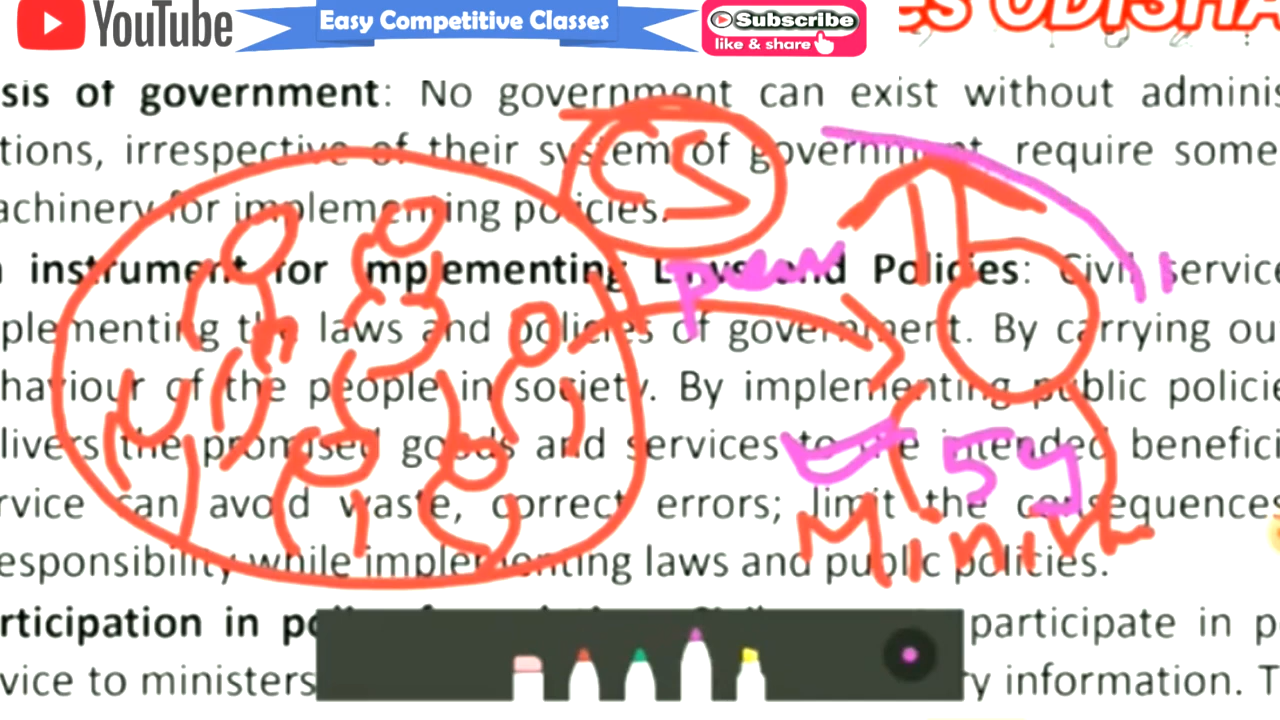 YouTube
Easy Competitive Classes
Subscribe
like & share
ES ODISHA
sis of government: No government can exist without adminis
tions, irrespective of their system of government, require some
achinery for implementing policies.
CS
instrument for implementing Laws and Policies: Civil service
plementing the laws and policies of government. By carrying ou
haviour of the people in society. By implementing public policie
livers the promised goods and services to the intended benefici
5y
rvice can avoid waste, correct errors; limit the consequences
esponsibility while implementing laws and public policies.
rticipation in po participate in p
vice to ministers ry information. T